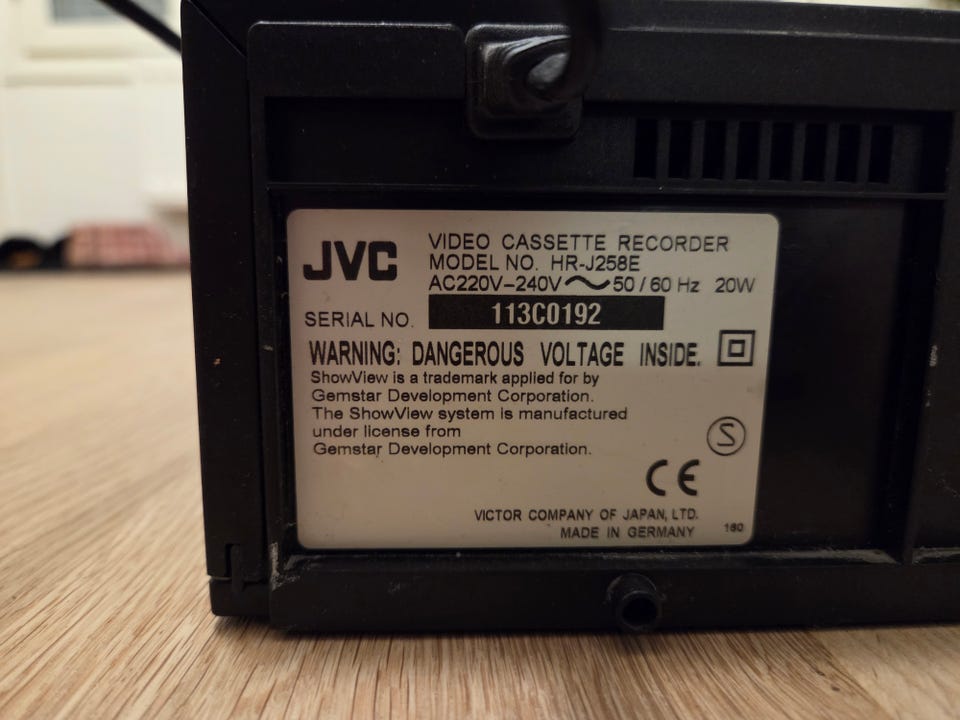 JVC
VIDEO CASSETTE RECORDER
MODEL NO. HR-J258E
AC220V–240V～50/60 Hz 20W
SERIAL NO. 113C0192
WARNING: DANGEROUS VOLTAGE INSIDE.
ShowView is a trademark applied for by
Gemstar Development Corporation.
The ShowView system is manufactured
under license from
Gemstar Development Corporation.
S
CE
VICTOR COMPANY OF JAPAN, LTD.
MADE IN GERMANY 160